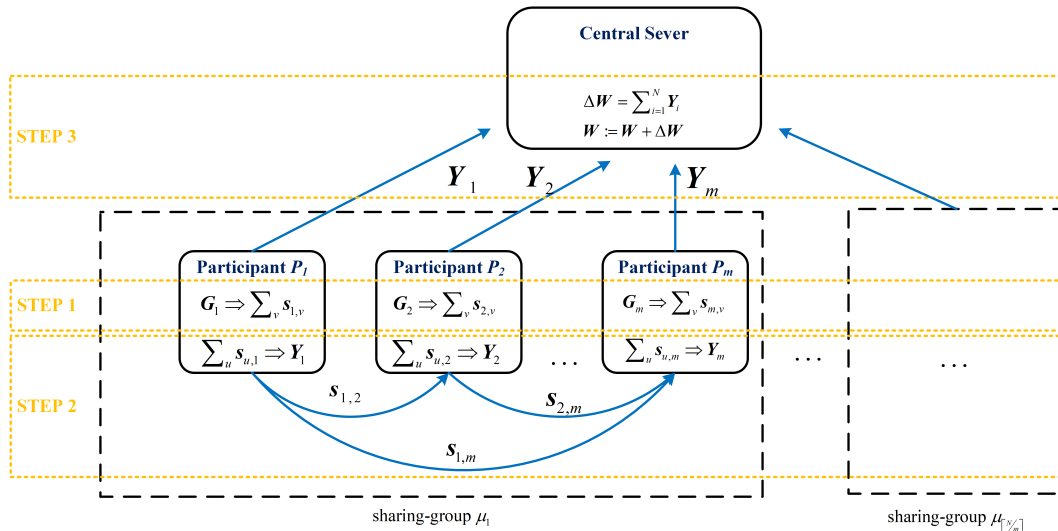 Central Sever
ΔW = ∑_{i=1}^{N} Y_i
W := W + ΔW
STEP 3
Y_1
Y_2
Y_m
Participant P_1
Participant P_2
Participant P_m
STEP 1
G_1 ⇒ ∑_v s_{1,v}
G_2 ⇒ ∑_v s_{2,v}
G_m ⇒ ∑_v s_{m,v}
∑_u s_{u,1} ⇒ Y_1
∑_u s_{u,2} ⇒ Y_2
...
∑_u s_{u,m} ⇒ Y_m
...
...
STEP 2
s_{1,2}
s_{2,m}
s_{1,m}
sharing-group μ_1
sharing-group μ_{⌈N/m⌉}